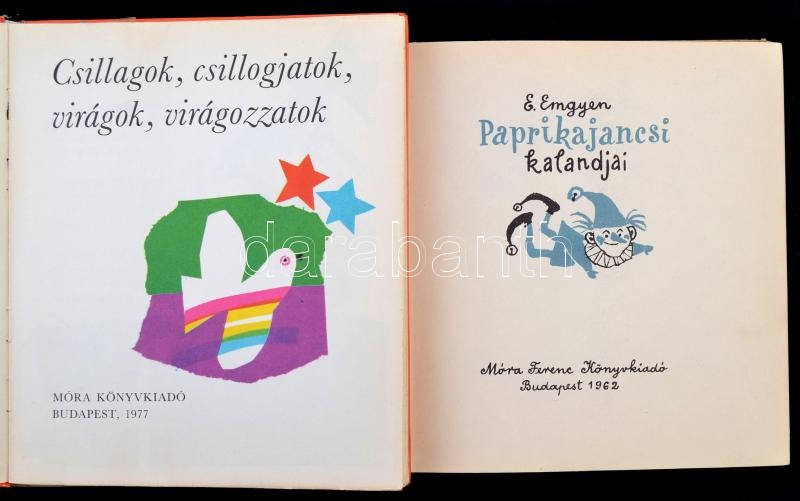 Csillagok, csillogjatok,
virágok, virágozzatok
MÓRA KÖNYVKIADÓ
BUDAPEST, 1977
E. Emgyen
Paprikajancsi
kalandjai
Móra Ferenc Könyvkiadó
Budapest 1962
darabanth